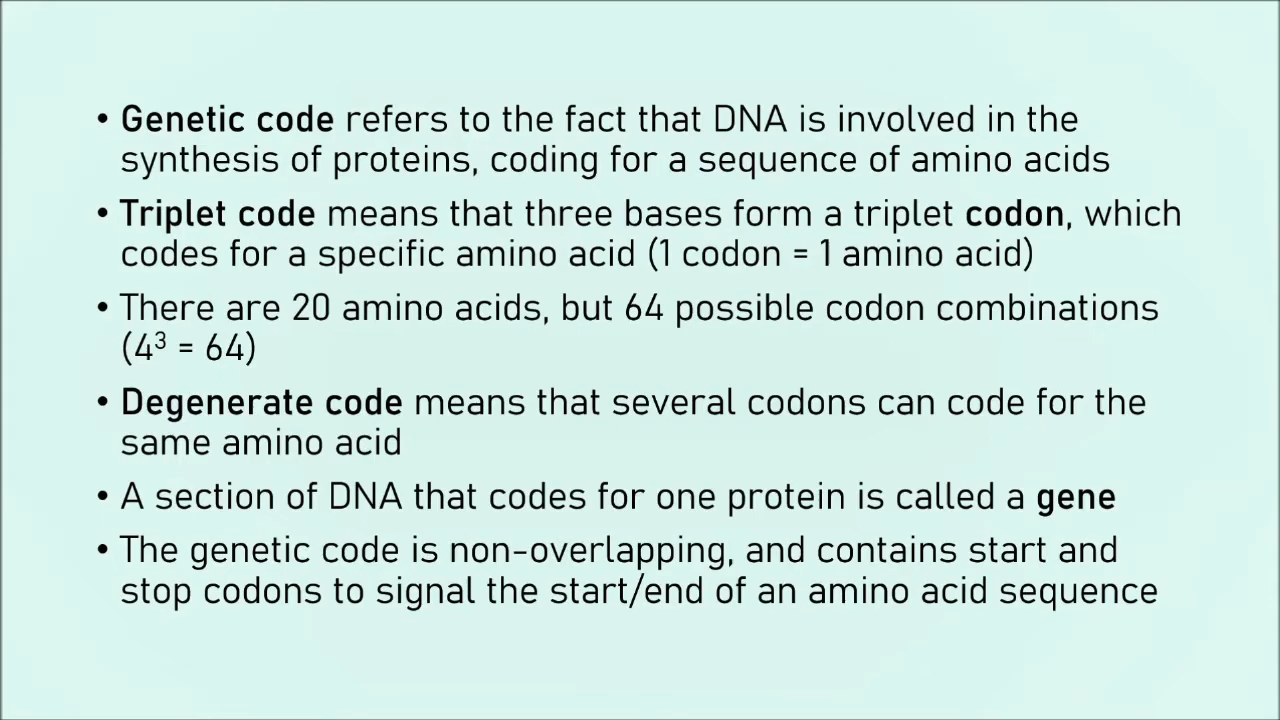 • Genetic code refers to the fact that DNA is involved in the
synthesis of proteins, coding for a sequence of amino acids
• Triplet code means that three bases form a triplet codon, which
codes for a specific amino acid (1 codon = 1 amino acid)
• There are 20 amino acids, but 64 possible codon combinations
(4³ = 64)
• Degenerate code means that several codons can code for the
same amino acid
• A section of DNA that codes for one protein is called a gene
• The genetic code is non-overlapping, and contains start and
stop codons to signal the start/end of an amino acid sequence